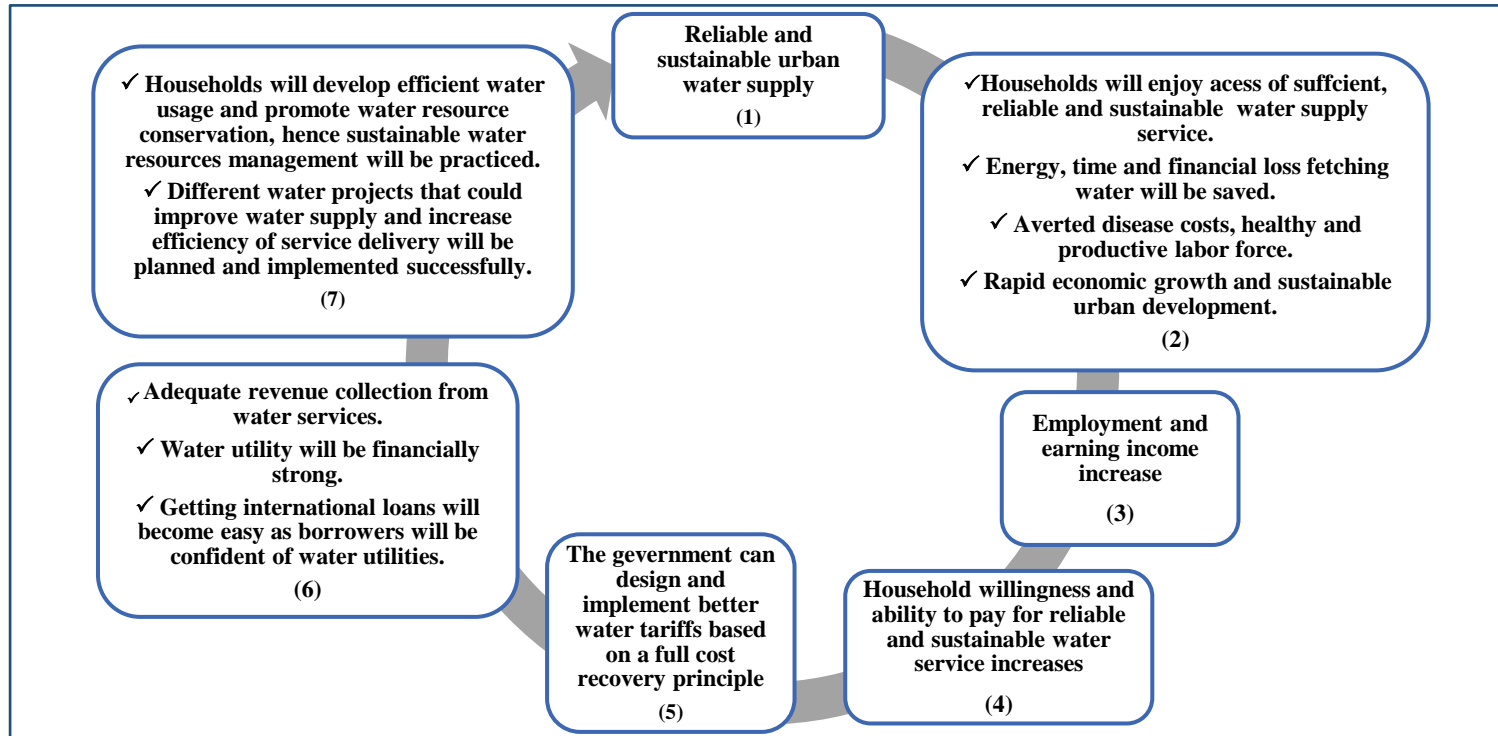 Reliable and
sustainable urban
water supply
(1)
✓Households will enjoy acess of suffcient,
reliable and sustainable water supply
service.
✓ Energy, time and financial loss fetching
water will be saved.
✓ Averted disease costs, healthy and
productive labor force.
✓ Rapid economic growth and sustainable
urban development.
(2)
Employment and
earning income
increase
(3)
Household willingness and
ability to pay for reliable
and sustainable water
service increases
(4)
The gevernment can
design and
implement better
water tariffs based
on a full cost
recovery principle
(5)
✓ Adequate revenue collection from
water services.
✓ Water utility will be financially
strong.
✓ Getting international loans will
become easy as borrowers will be
confident of water utilities.
(6)
✓ Households will develop efficient water
usage and promote water resource
conservation, hence sustainable water
resources management will be practiced.
✓ Different water projects that could
improve water supply and increase
efficiency of service delivery will be
planned and implemented successfully.
(7)